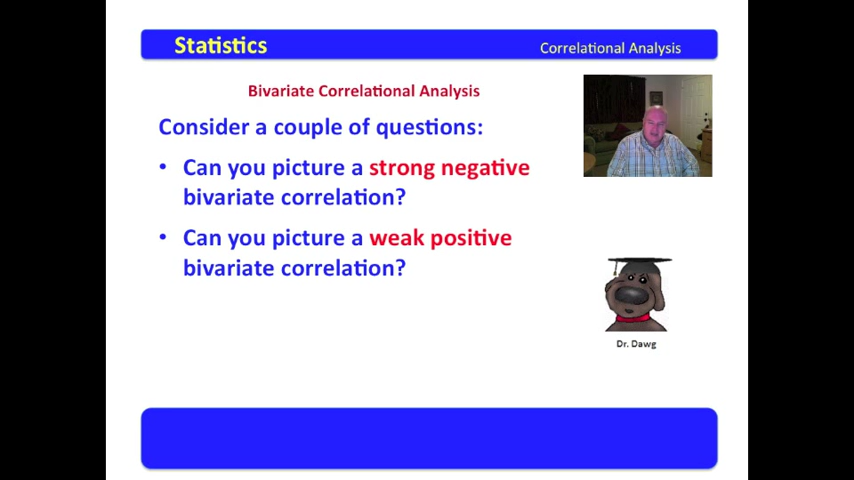 Statistics
Correlational Analysis
Bivariate Correlational Analysis
Consider a couple of questions:
• Can you picture a strong negative
bivariate correlation?
• Can you picture a weak positive
bivariate correlation?
Dr. Dawg